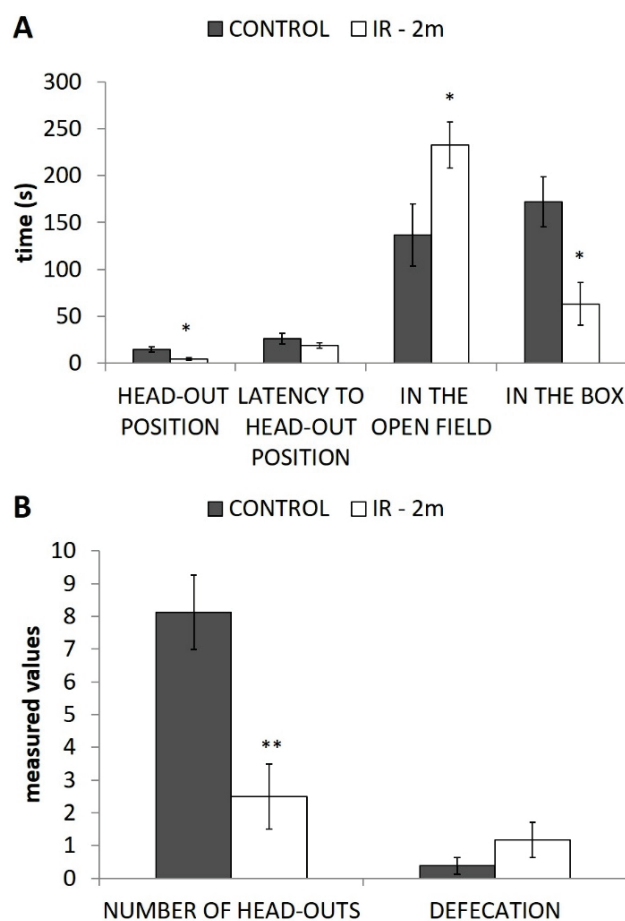 A
CONTROL IR - 2m
300
250
200
150
100
50
0
time (s)
*
*
*
HEAD-OUT POSITION
LATENCY TO HEAD-OUT POSITION
IN THE OPEN FIELD
IN THE BOX
B
CONTROL IR - 2m
10
9
8
7
6
5
4
3
2
1
0
measured values
**
NUMBER OF HEAD-OUTS
DEFECATION